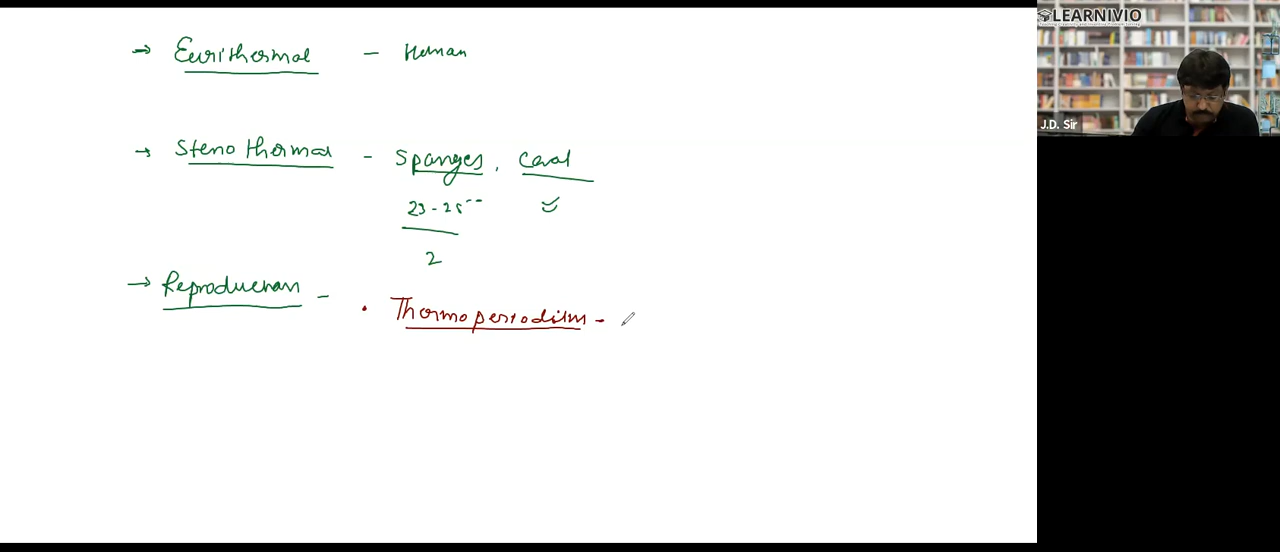 → Eurithermal - Human
→ Steno thermal - Sponges, Coral
23-25
2
→ Reproduction -
• Thermoperiodism -
LEARNIVIO
J.D. Sir